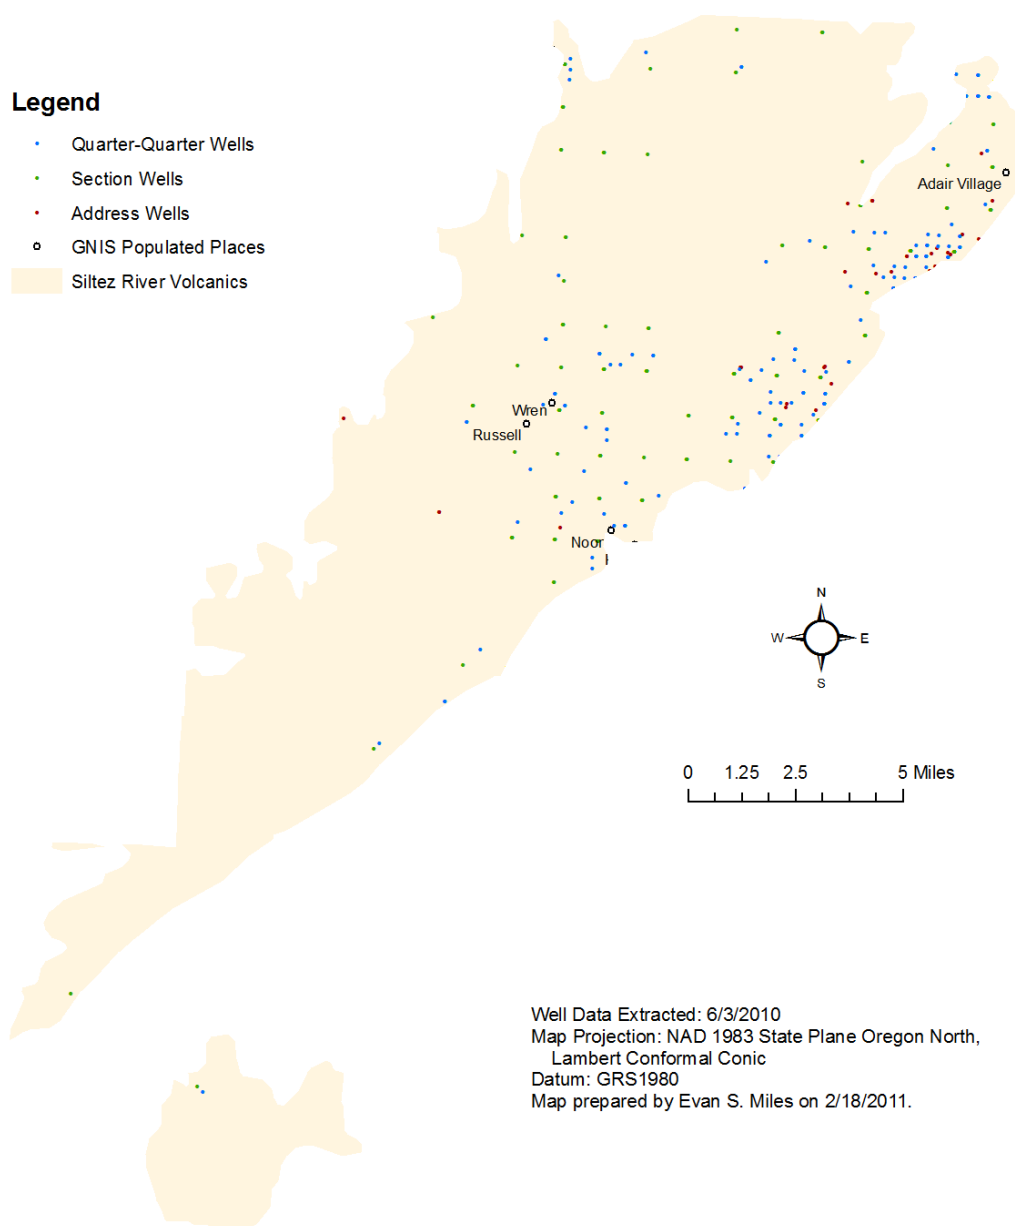 Legend
Quarter-Quarter Wells
Section Wells
Address Wells
GNIS Populated Places
Siltez River Volcanics
Adair Village
Wren
Russell
Noon
N
W
E
S
0 1.25 2.5 5 Miles
Well Data Extracted: 6/3/2010
Map Projection: NAD 1983 State Plane Oregon North,
Lambert Conformal Conic
Datum: GRS1980
Map prepared by Evan S. Miles on 2/18/2011.